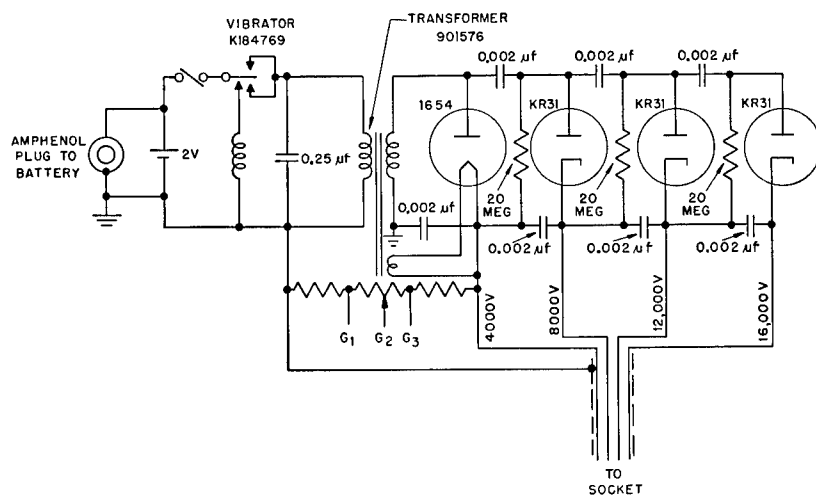 VIBRATOR
K184769
TRANSFORMER
901576
0.002 µf
0.002 µf
0.002 µf
1654
KR31
KR31
KR31
AMPHENOL
PLUG TO
BATTERY
2V
0.25 µf
20
MEG
20
MEG
20
MEG
0.002 µf
0.002 µf
0.002 µf
0.002 µf
G1
G2
G3
4000V
8000V
12,000V
16,000V
TO
SOCKET